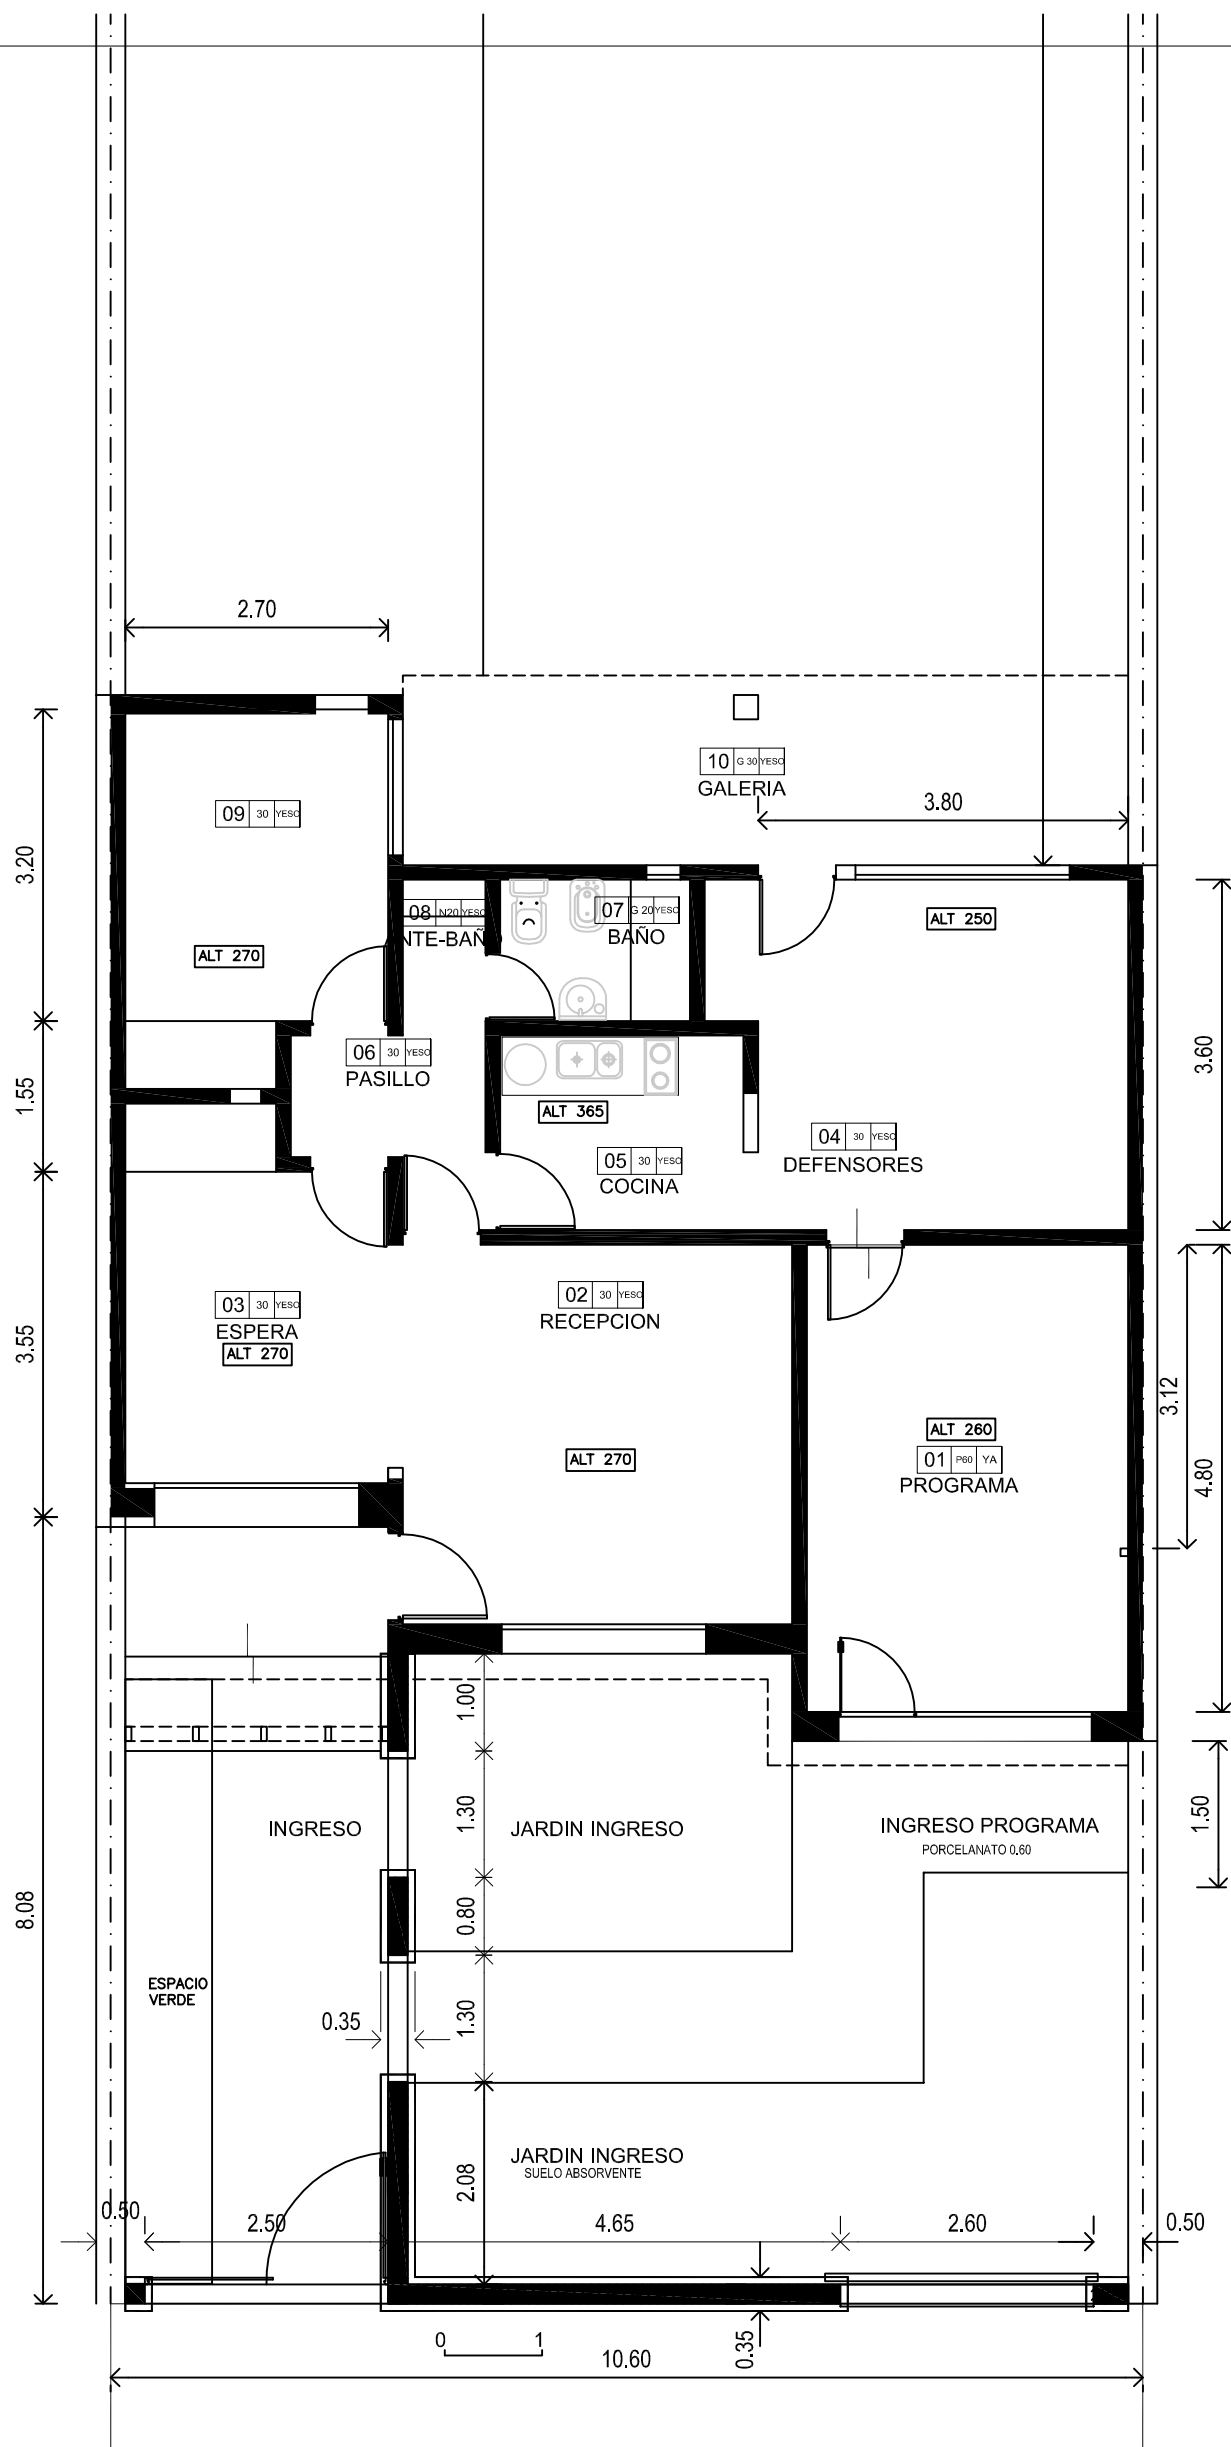 2.70
10 G 30 YESO
GALERIA
3.80
09 30 YESO
3.20
08 N20 YESO
NTE-BAÑ
07 G 20 YESO
BAÑO
ALT 250
ALT 270
06 30 YESO
PASILLO
1.55
ALT 365
05 30 YESO
COCINA
04 30 YESO
DEFENSORES
3.60
03 30 YESO
ESPERA
ALT 270
02 30 YESO
RECEPCION
3.55
3.12
ALT 270
ALT 260
01 P60 YA
PROGRAMA
4.80
1.00
INGRESO
1.30
JARDIN INGRESO
INGRESO PROGRAMA
PORCELANATO 0.60
1.50
8.08
0.80
ESPACIO
VERDE
0.35
1.30
JARDIN INGRESO
SUELO ABSORVENTE
2.08
0.50
2.50
4.65
2.60
0.50
0 1
0.35
10.60